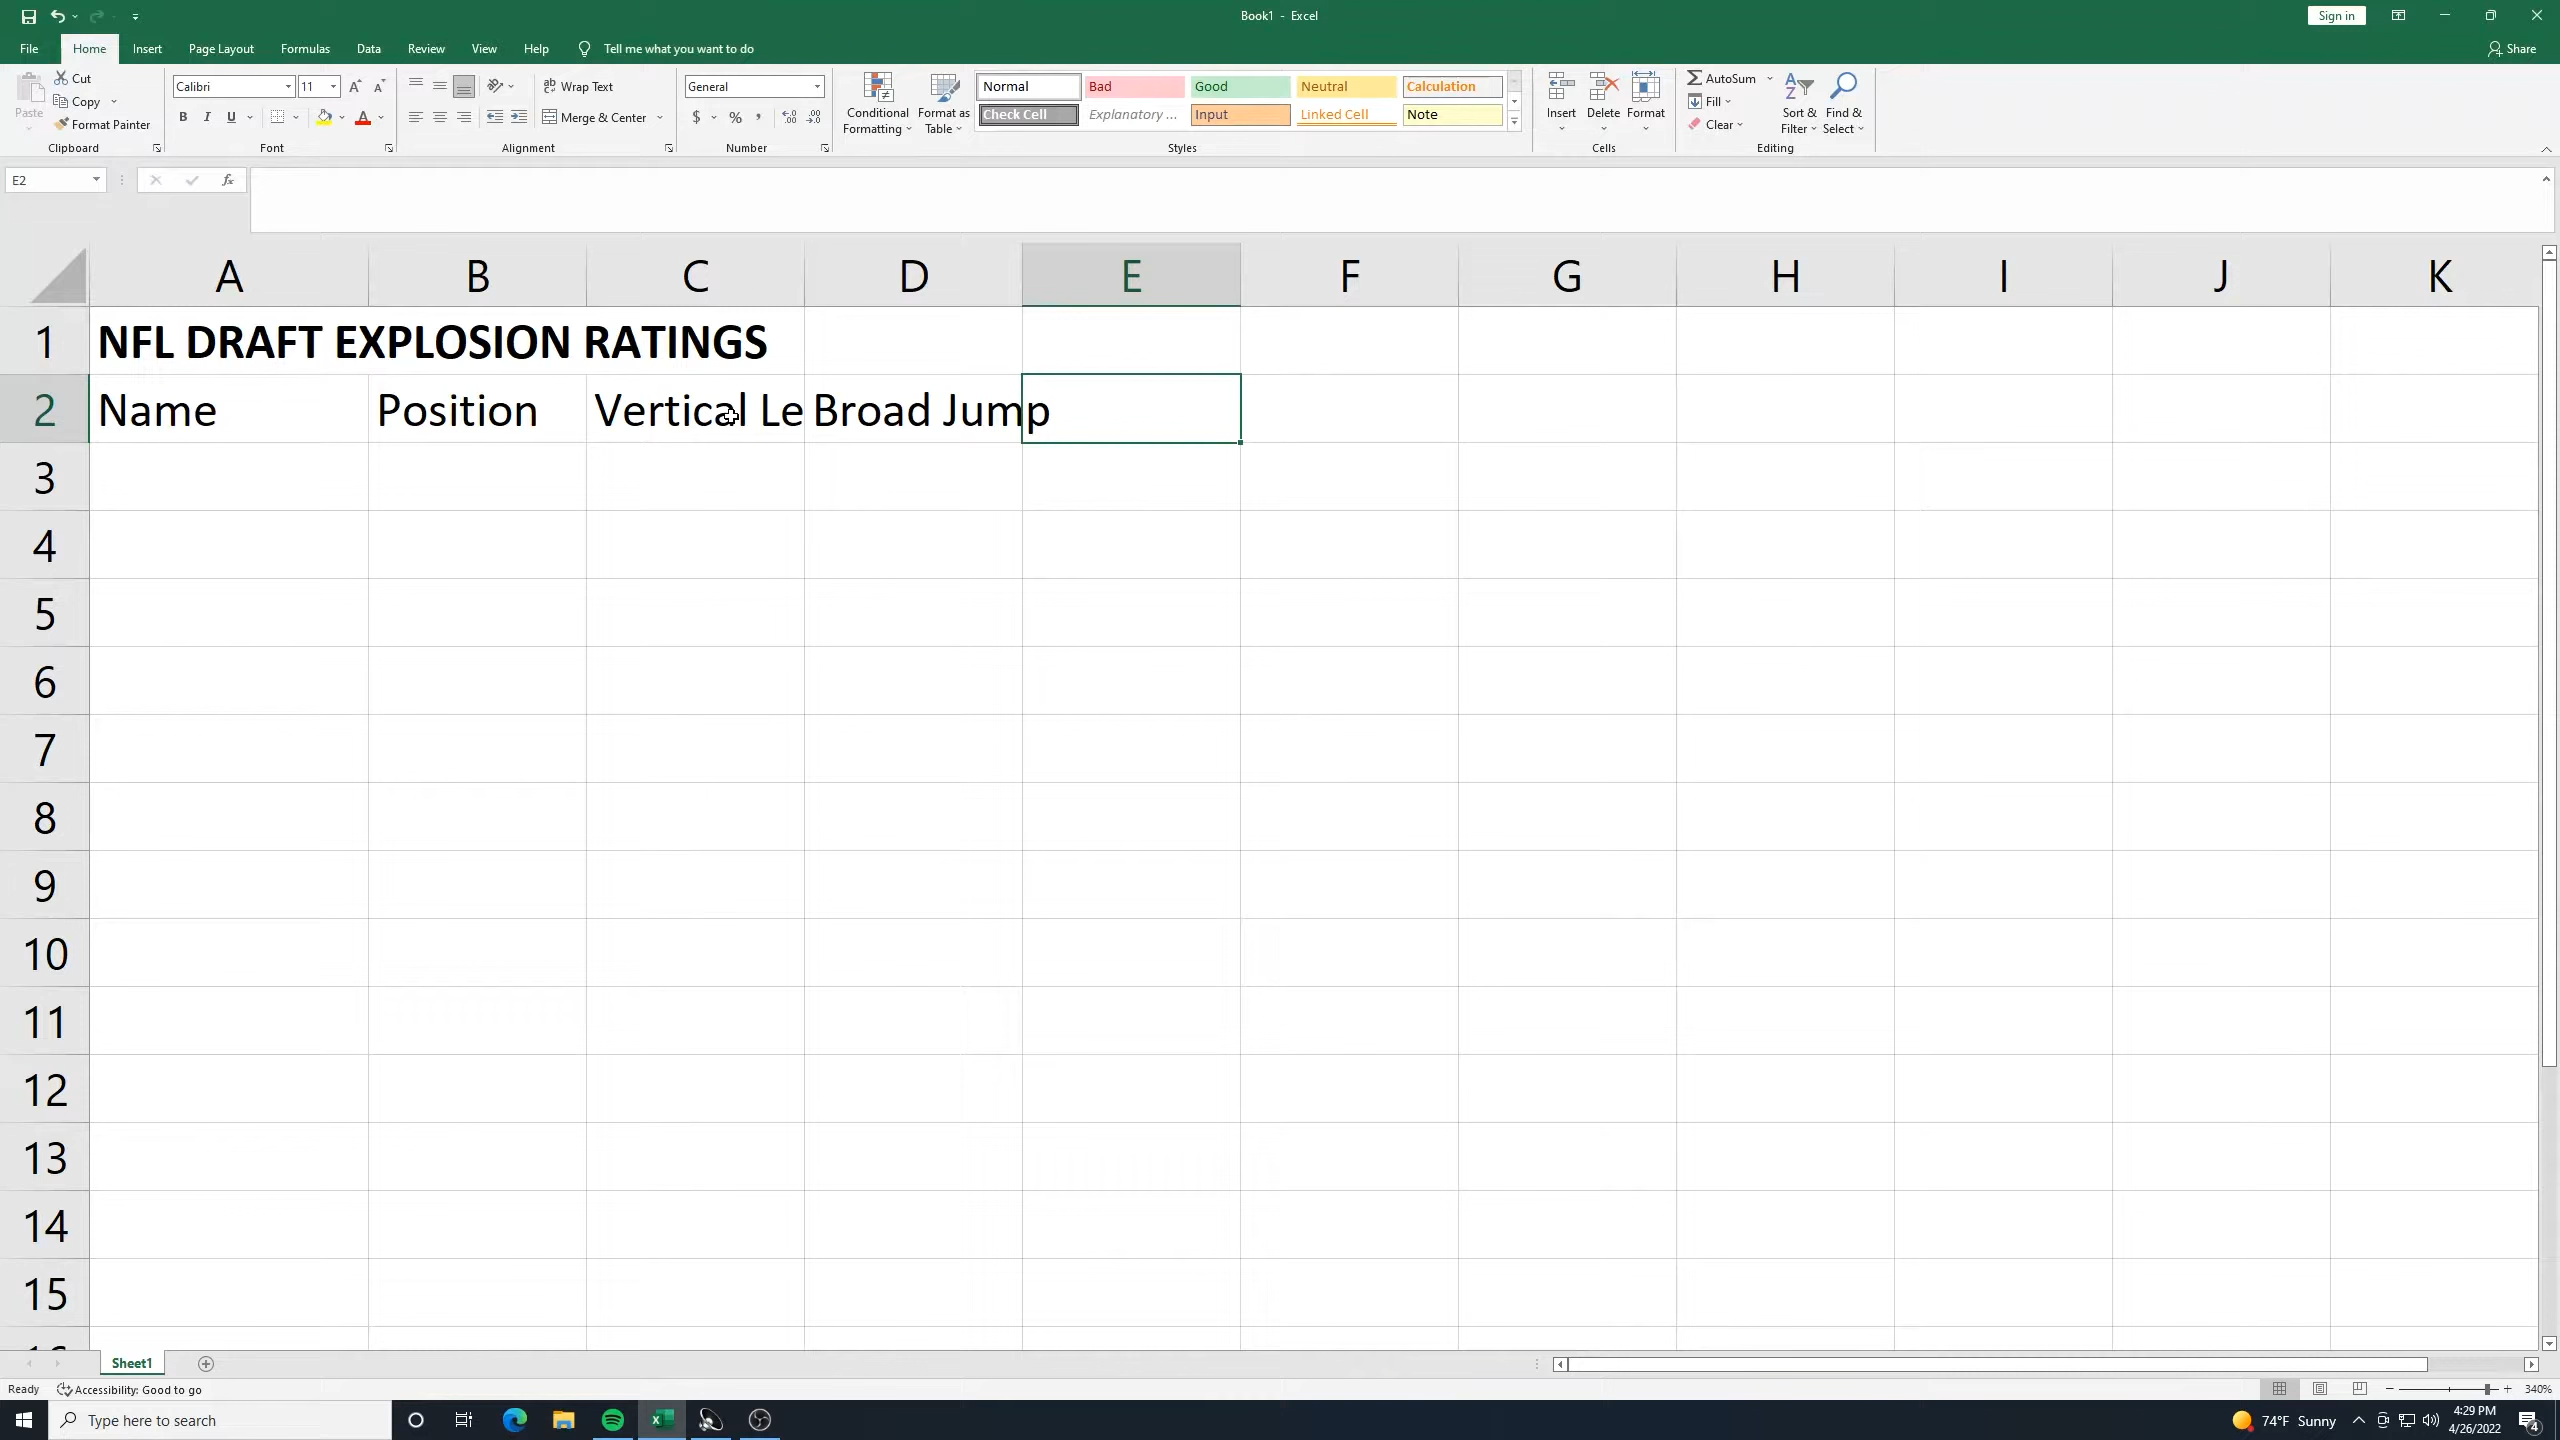 Book1 - Excel
Sign in
File Home Insert Page Layout Formulas Data Review View Help Tell me what you want to do Share
Paste Cut Copy Format Painter Clipboard
Calibri 11 B I U Font
Wrap Text Merge & Center Alignment
General $ % , Number
Conditional Formatting Format as Table
Normal Bad Good Neutral Calculation
Check Cell Explanatory ... Input Linked Cell Note
Styles
Insert Delete Format Cells
AutoSum Fill Clear Sort & Filter Find & Select Editing
E2 fx
A B C D E F G H I J K
1 NFL DRAFT EXPLOSION RATINGS
2 Name Position Vertical Le Broad Jump
3
4
5
6
7
8
9
10
11
12
13
14
15
Sheet1
Ready Accessibility: Good to go 340%
Type here to search 74°F Sunny 4:29 PM
4/26/2022 4